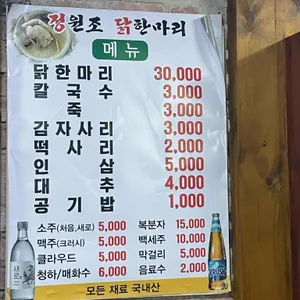 정원조 닭한마리
메뉴
닭한마리 30,000
칼국수 3,000
죽 3,000
감자사리 3,000
떡사리 2,000
인삼 5,000
대추 4,000
공기밥 1,000
소주(처음,새로) 5,000 복분자 15,000
맥주(크러시) 5,000 백세주 10,000
클라우드 5,000 막걸리 5,000
청하/매화수 6,000 음료수 2,000
모든 재료 국내산